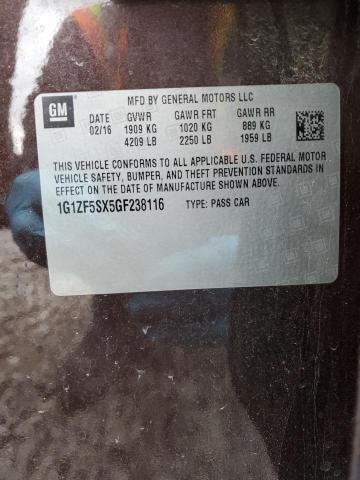 GM MFD BY GENERAL MOTORS LLC
DATE GVWR GAWR FRT GAWR RR
02/16 1909 KG 1020 KG 889 KG
4209 LB 2250 LB 1959 LB
THIS VEHICLE CONFORMS TO ALL APPLICABLE U.S. FEDERAL MOTOR
VEHICLE SAFETY, BUMPER, AND THEFT PREVENTION STANDARDS IN
EFFECT ON THE DATE OF MANUFACTURE SHOWN ABOVE.
1G1ZF5SX5GF238116 TYPE: PASS CAR